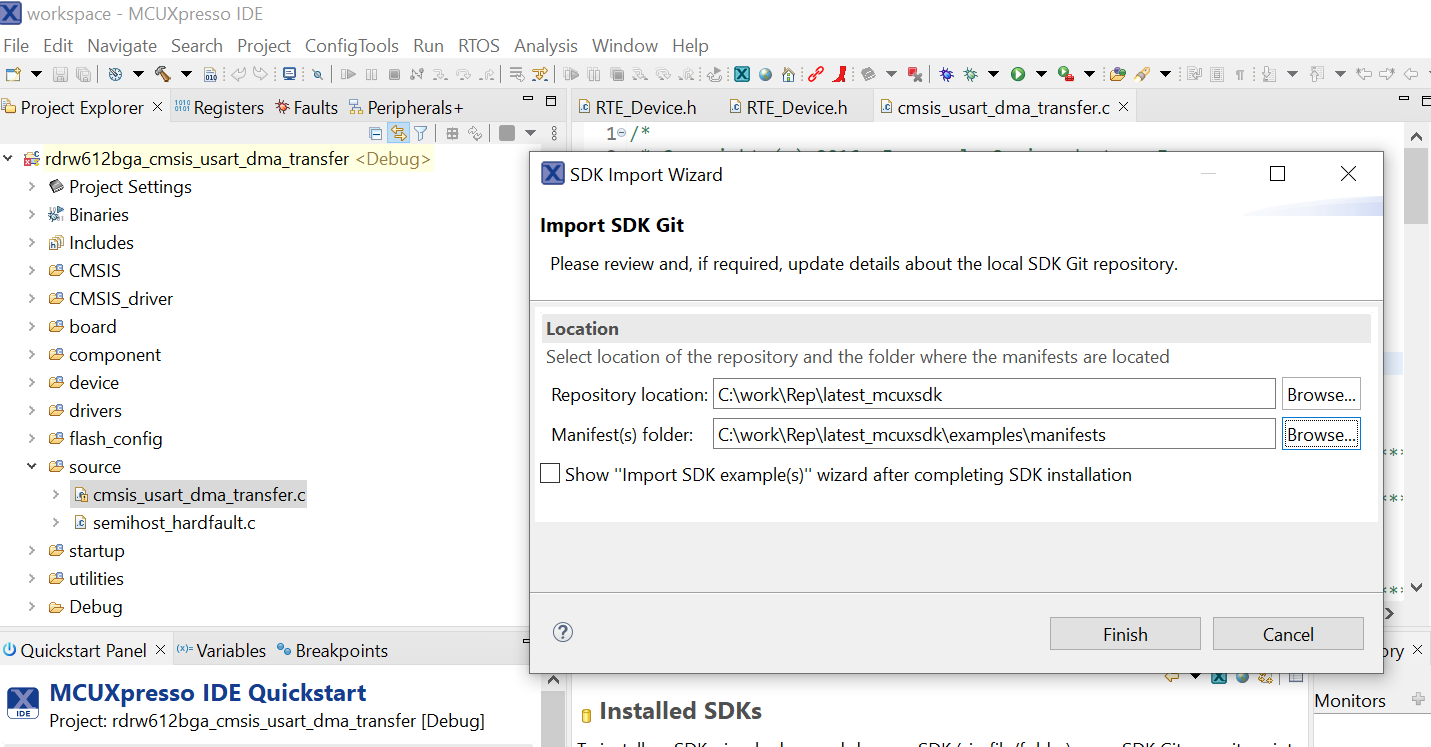 workspace - MCUXpresso IDE
File Edit Navigate Search Project ConfigTools Run RTOS Analysis Window Help
Project Explorer Registers Faults Peripherals+
RTE_Device.h RTE_Device.h cmsis_usart_dma_transfer.c
1 /*
rdrw612bga_cmsis_usart_dma_transfer <Debug>
Project Settings
Binaries
Includes
CMSIS
CMSIS_driver
board
component
device
drivers
flash_config
source
cmsis_usart_dma_transfer.c
semihost_hardfault.c
startup
utilities
Debug
SDK Import Wizard
Import SDK Git
Please review and, if required, update details about the local SDK Git repository.
Location
Select location of the repository and the folder where the manifests are located
Repository location: C:\work\Rep\latest_mcuxsdk Browse...
Manifest(s) folder: C:\work\Rep\latest_mcuxsdk\examples\manifests Browse...
Show "Import SDK example(s)" wizard after completing SDK installation
Finish Cancel
Quickstart Panel (x)= Variables Breakpoints
MCUXpresso IDE Quickstart
IDE
Project: rdrw612bga_cmsis_usart_dma_transfer [Debug]
Installed SDKs
ory
Monitors